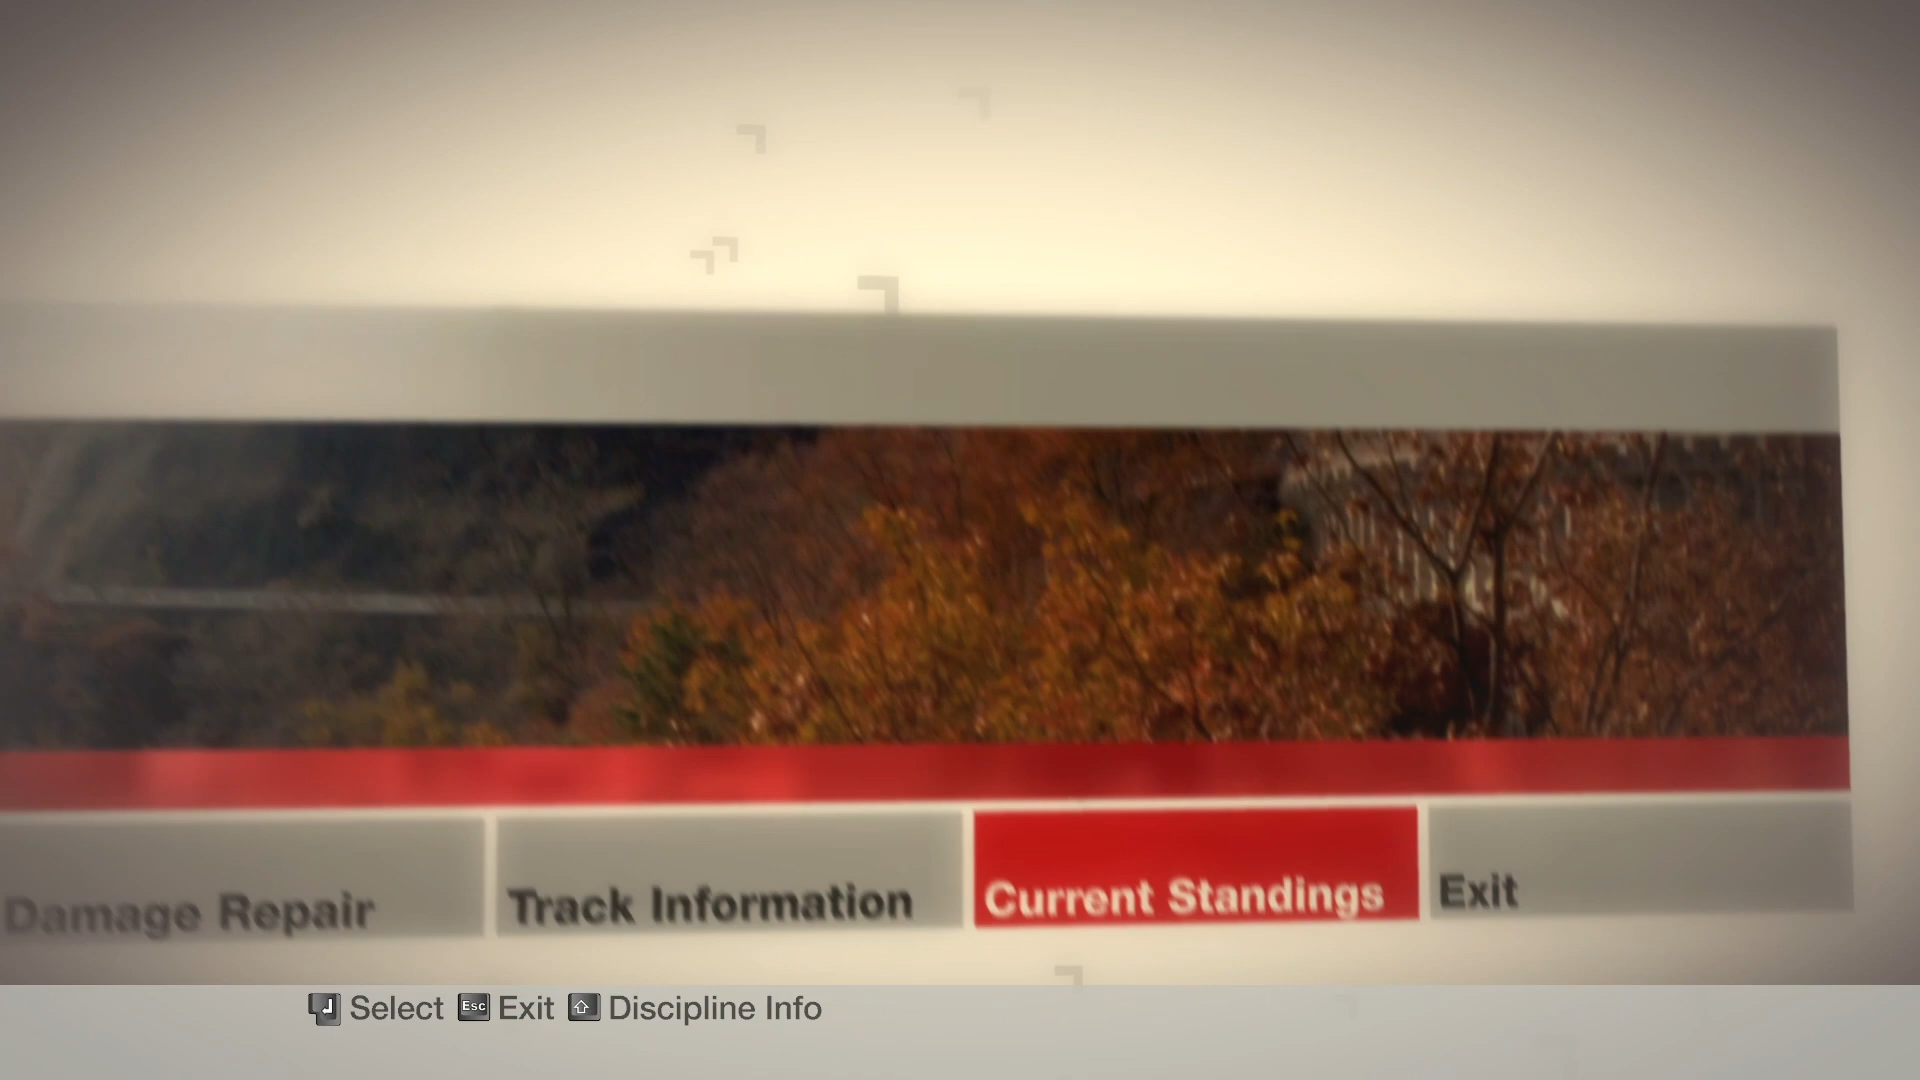 Damage Repair
Track Information
Current Standings
Exit
Select Esc Exit Discipline Info